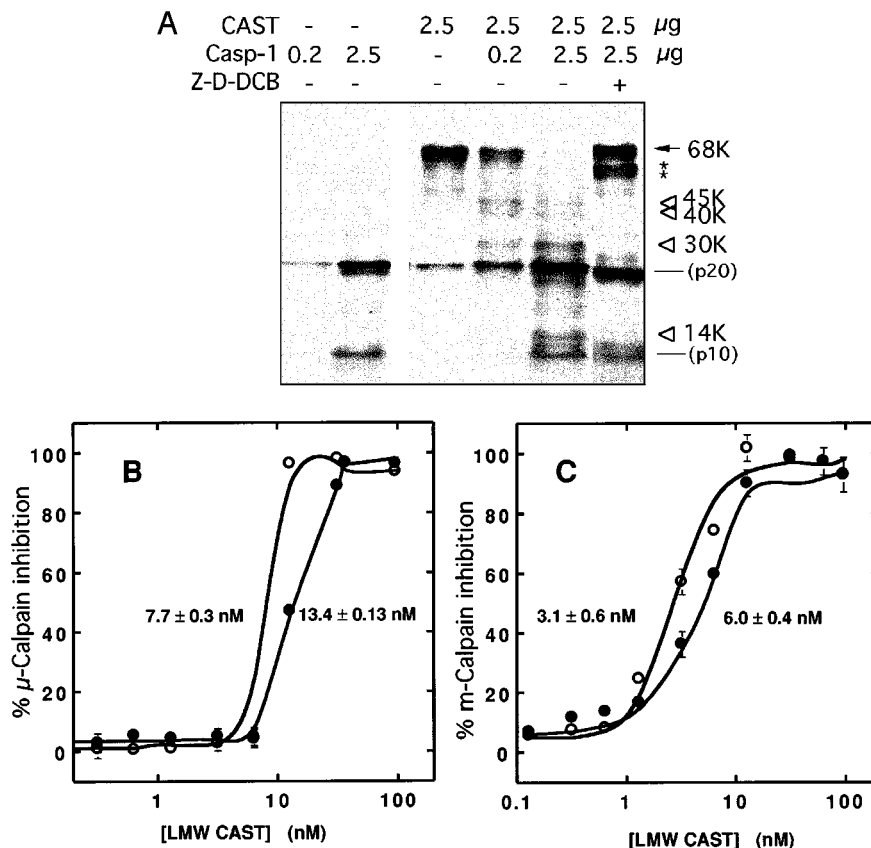 A
CAST - - 2.5 2.5 2.5 2.5 µg
Casp-1 0.2 2.5 - 0.2 2.5 2.5 µg
Z-D-DCB - - - - - +
68K
*
*
45K
40K
30K
(p20)
14K
(p10)
B
% µ-Calpain inhibition
100
80
60
40
20
0
7.7 ± 0.3 nM
13.4 ± 0.13 nM
1 10 100
[LMW CAST] (nM)
C
% m-Calpain inhibition
100
80
60
40
20
0
3.1 ± 0.6 nM
6.0 ± 0.4 nM
0.1 1 10 100
[LMW CAST] (nM)